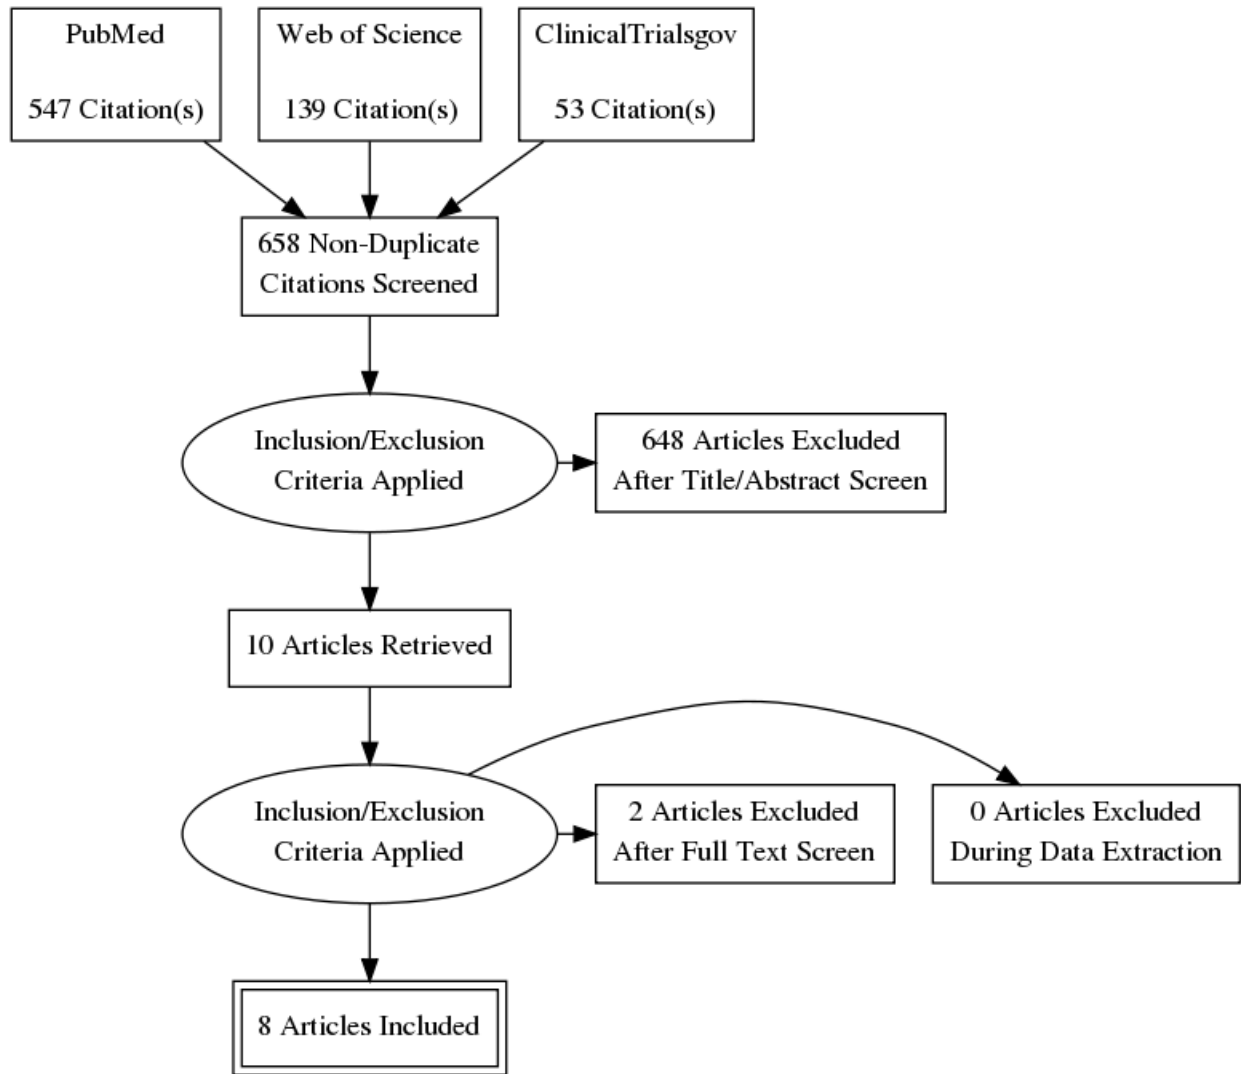 PubMed
547 Citation(s)
Web of Science
139 Citation(s)
ClinicalTrialsgov
53 Citation(s)
658 Non-Duplicate
Citations Screened
Inclusion/Exclusion
Criteria Applied
648 Articles Excluded
After Title/Abstract Screen
10 Articles Retrieved
Inclusion/Exclusion
Criteria Applied
2 Articles Excluded
After Full Text Screen
0 Articles Excluded
During Data Extraction
8 Articles Included